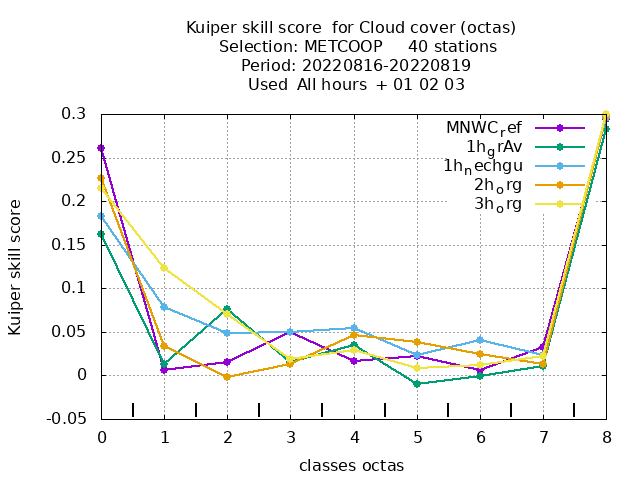 Kuiper skill score  for Cloud cover (octas)
Selection: METCOOP     40 stations
Period: 20220816-20220819
Used  All hours  + 01 02 03
0.3
0.25
0.2
0.15
0.1
0.05
0
-0.05
Kuiper skill score
MNWC_ref
1h_grAv
1h_nechgu
2h_org
3h_org
0 1 2 3 4 5 6 7 8
classes octas